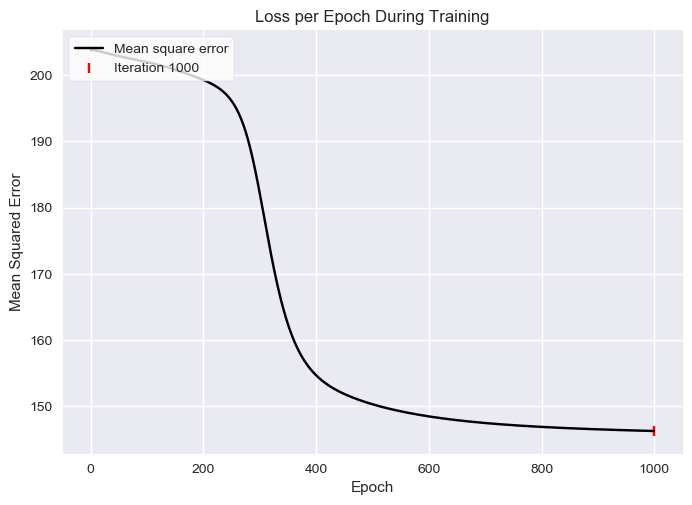 Loss per Epoch During Training
Mean square error
Iteration 1000
Mean Squared Error
200
190
180
170
160
150
0 200 400 600 800 1000
Epoch